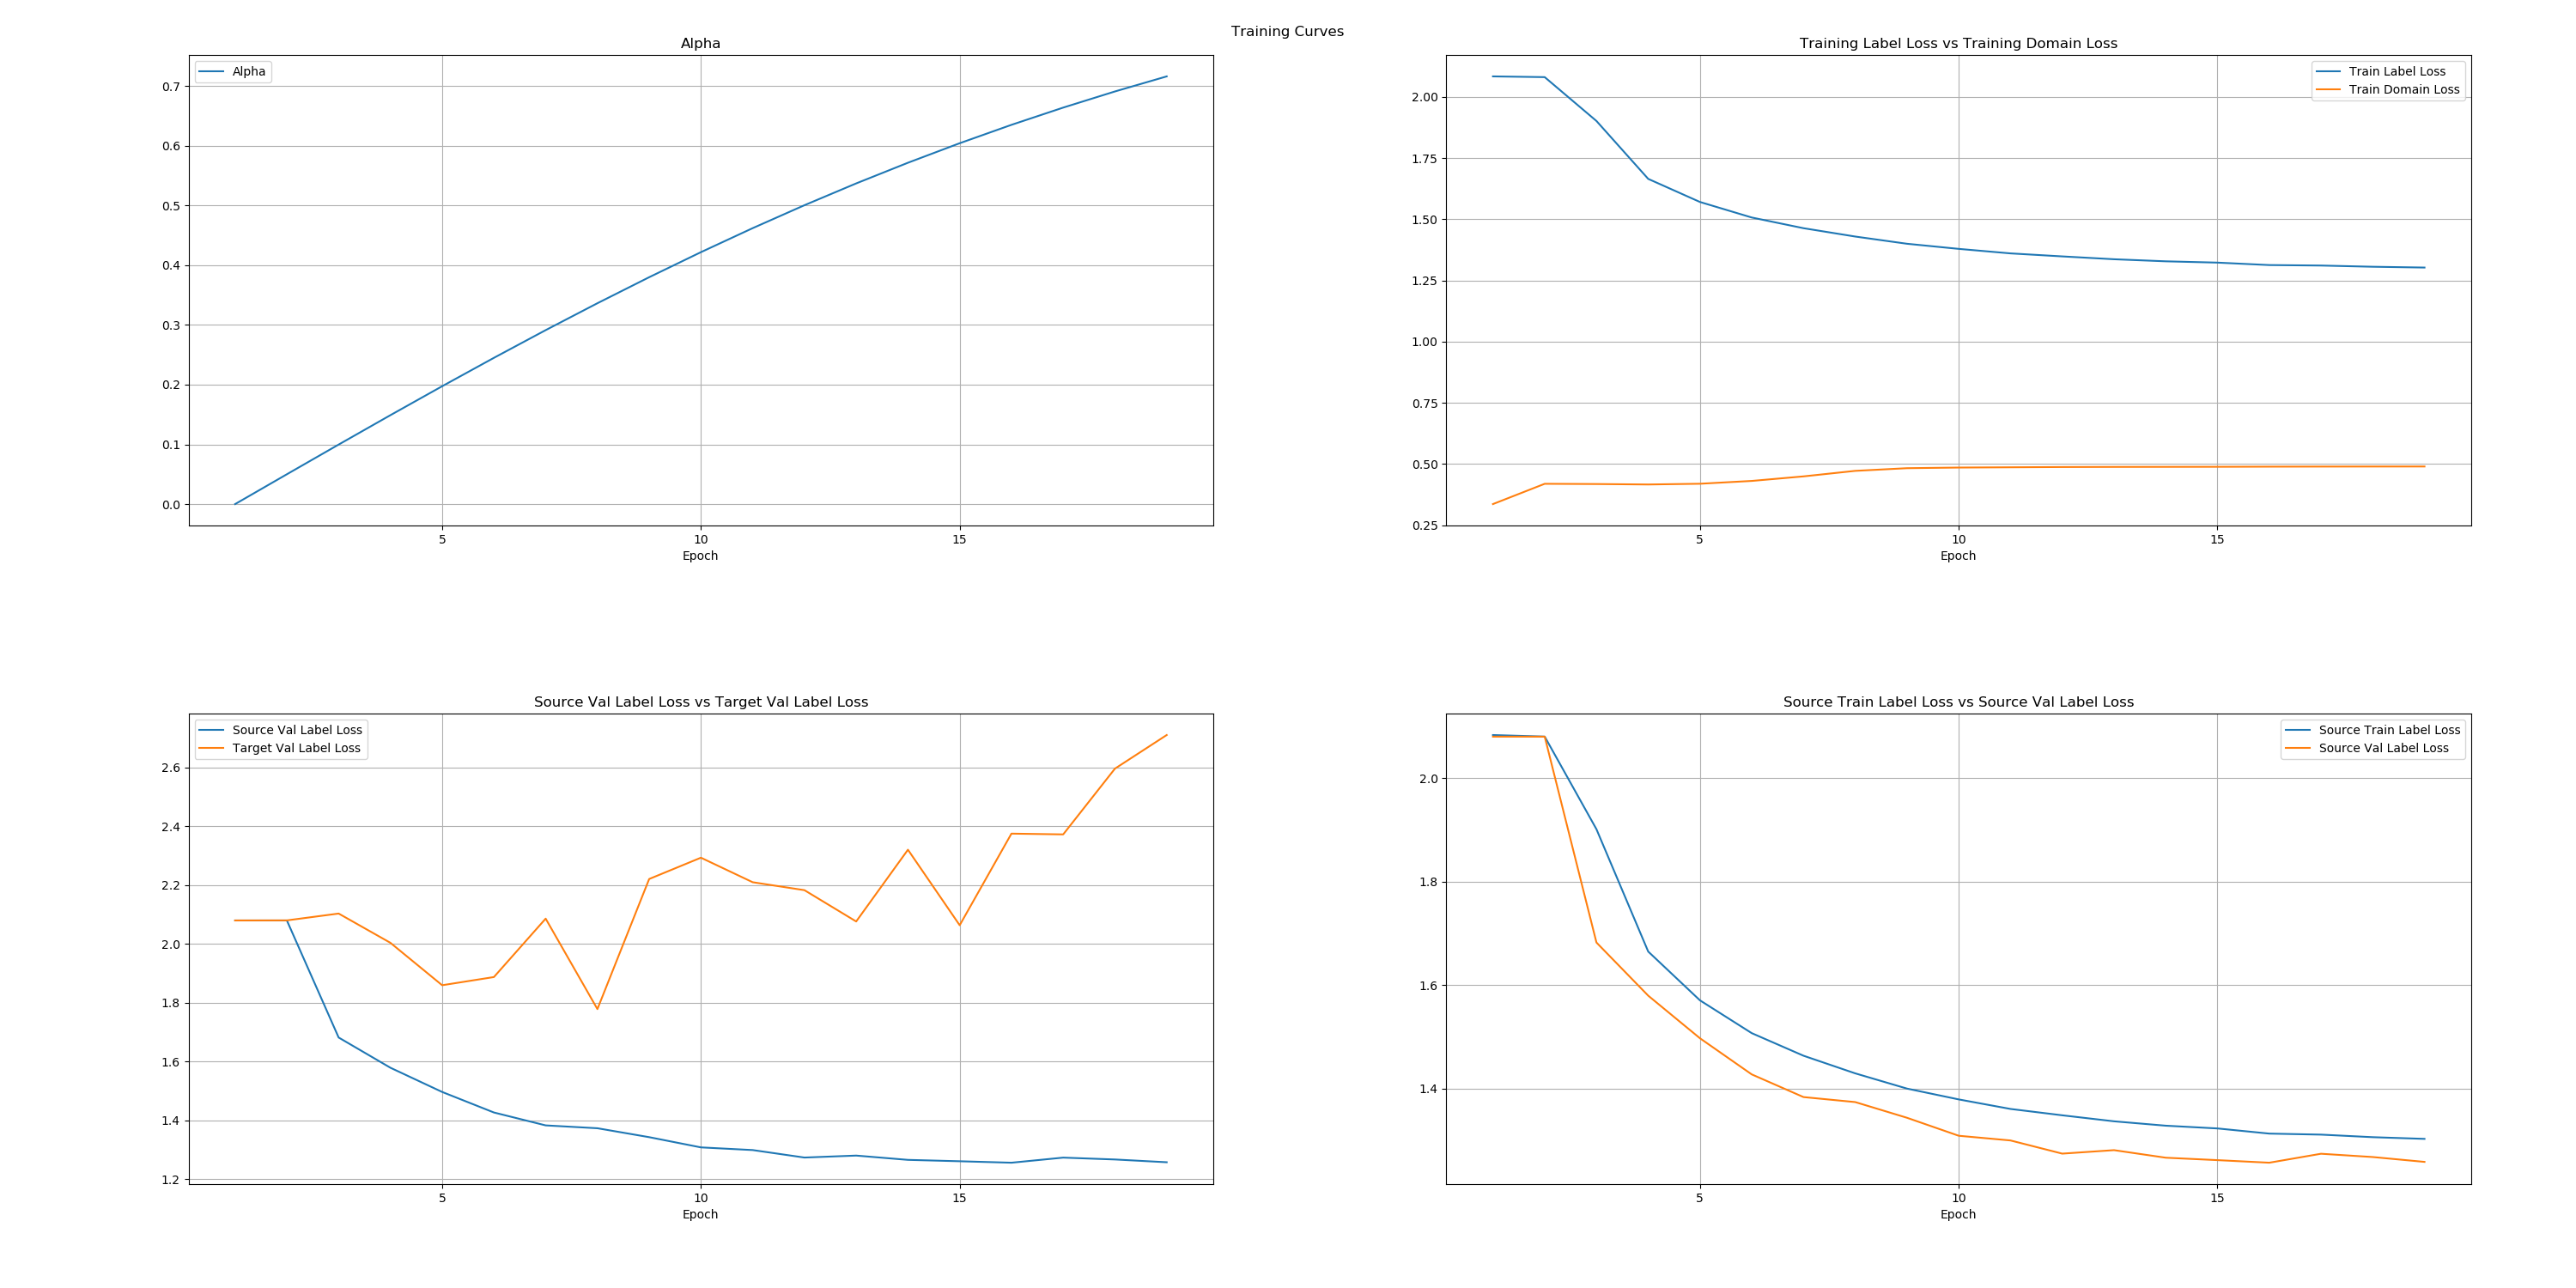 Training Curves
Alpha
Alpha
0.7
0.6
0.5
0.4
0.3
0.2
0.1
0.0
5 10 15
Epoch
Training Label Loss vs Training Domain Loss
Train Label Loss
Train Domain Loss
2.00
1.75
1.50
1.25
1.00
0.75
0.50
0.25
5 10 15
Epoch
Source Val Label Loss vs Target Val Label Loss
Source Val Label Loss
Target Val Label Loss
2.6
2.4
2.2
2.0
1.8
1.6
1.4
1.2
5 10 15
Epoch
Source Train Label Loss vs Source Val Label Loss
Source Train Label Loss
Source Val Label Loss
2.0
1.8
1.6
1.4
5 10 15
Epoch